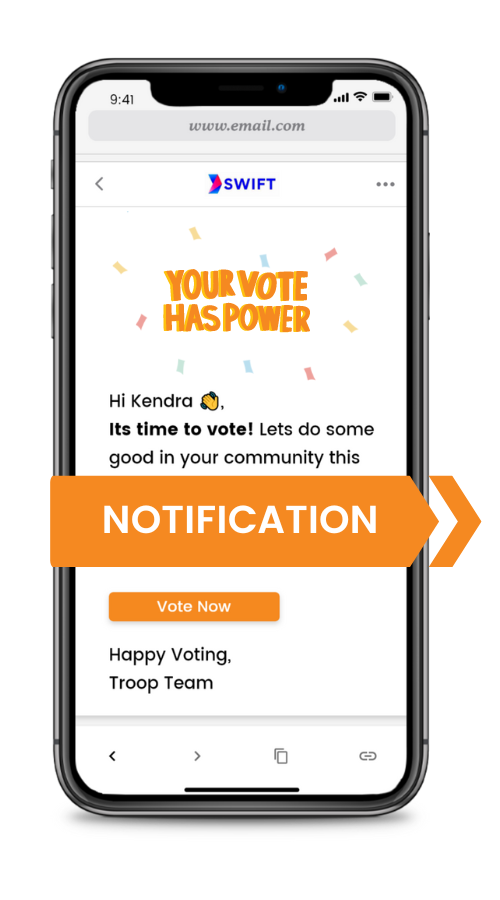 9:41
www.email.com
SWIFT
YOUR VOTE
HAS POWER
Hi Kendra 👏,
Its time to vote! Lets do some
good in your community this
NOTIFICATION
Vote Now
Happy Voting,
Troop Team